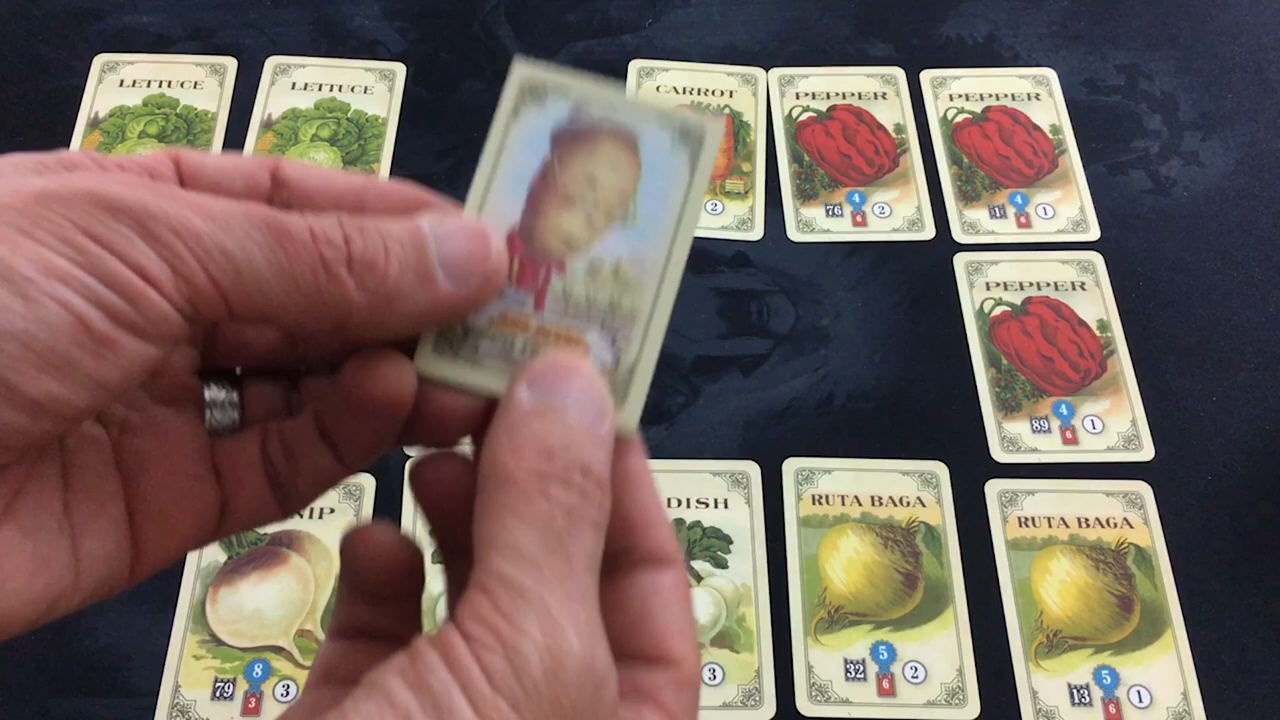 LETTUCE
LETTUCE
CARROT
2
PEPPER
76 4 6 2
PEPPER
4 6 1
PEPPER
89 4 6 1
NIP
79 8 3 3
DISH
3
RUTA BAGA
32 5 6 2
RUTA BAGA
13 5 6 1